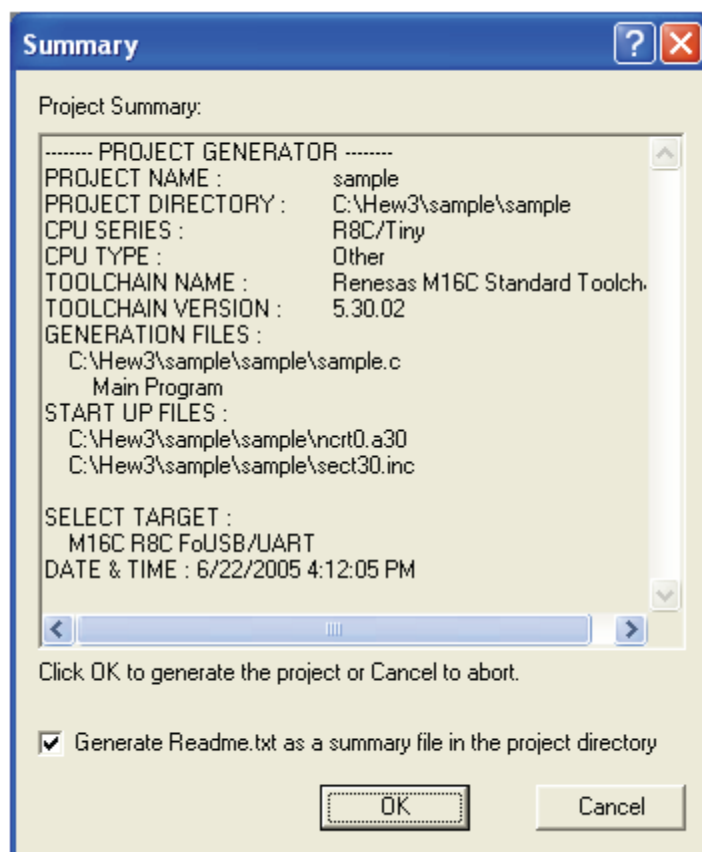 Summary
Project Summary:
-------- PROJECT GENERATOR --------
PROJECT NAME : sample
PROJECT DIRECTORY : C:\Hew3\sample\sample
CPU SERIES : R8C/Tiny
CPU TYPE : Other
TOOLCHAIN NAME : Renesas M16C Standard
TOOLCHAIN VERSION : 5.30.02
GENERATION FILES :
C:\Hew3\sample\sample\sample.c
Main Program
START UP FILES :
C:\Hew3\sample\sample\ncrt0.a30
C:\Hew3\sample\sample\sect30.inc
SELECT TARGET :
M16C R8C FoUSB/UART
DATE & TIME : 6/22/2005 4:12:05 PM
Click OK to generate the project or Cancel to abort.
Generate Readme.txt as a summary file in the project directory
OK Cancel